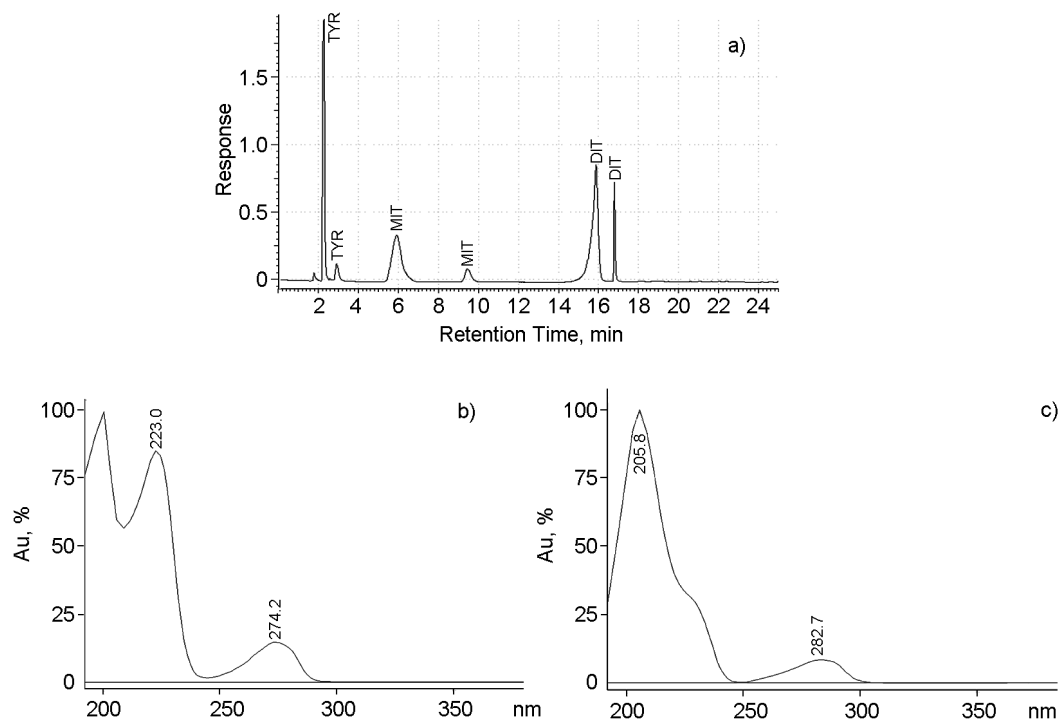 a)
TYR
TYR
MIT
MIT
DIT
DIT
Response
1.5
1.0
0.5
0
2 4 6 8 10 12 14 16 18 20 22 24
Retention Time, min
b)
Au, %
100
75
50
25
0
223.0
274.2
200 250 300 350 nm
c)
Au, %
100
75
50
25
0
205.8
282.7
200 250 300 350 nm